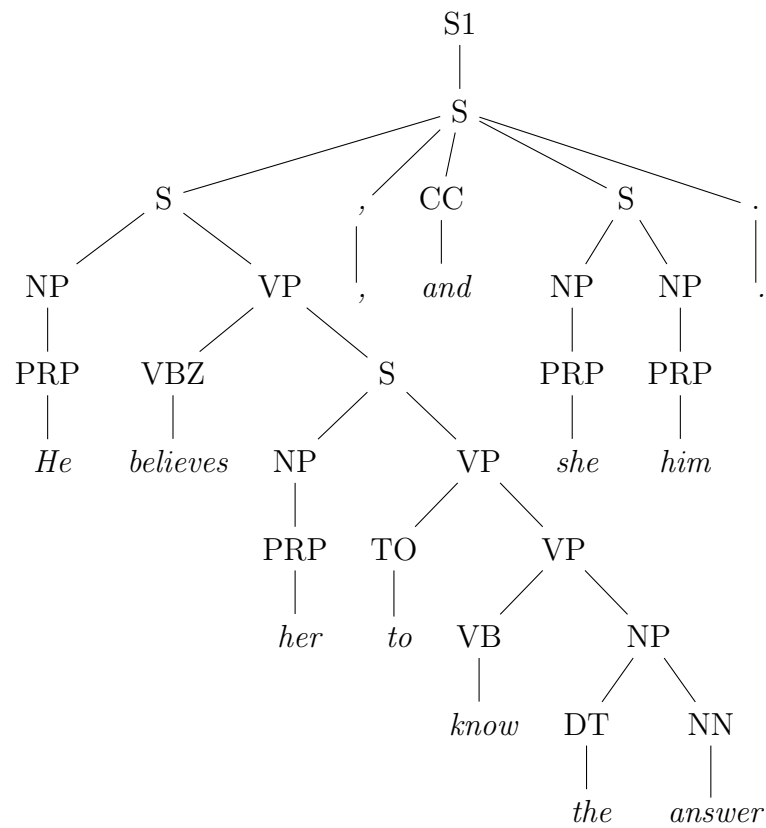 S1
S
S , CC S .
NP VP , and NP NP .
PRP VBZ S PRP PRP
He believes NP VP she him
PRP TO VP
her to VB NP
know DT NN
the answer